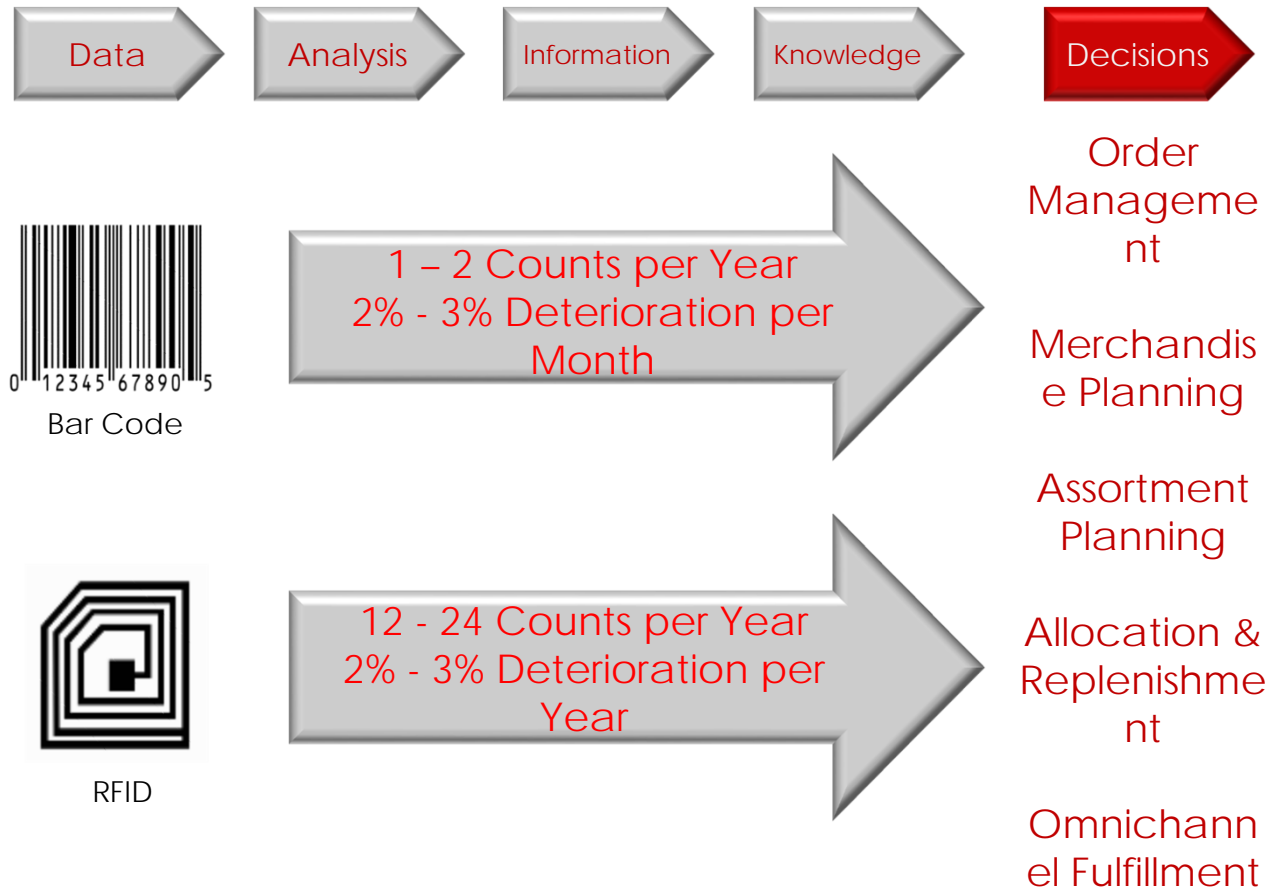 Data
Analysis
Information
Knowledge
Decisions
Order
Manageme
nt
Merchandis
e Planning
Assortment
Planning
Allocation &
Replenishme
nt
Omnichann
el Fulfillment
1 – 2 Counts per Year
2% - 3% Deterioration per
Month
0 12345 67890 5
Bar Code
12 - 24 Counts per Year
2% - 3% Deterioration per
Year
RFID